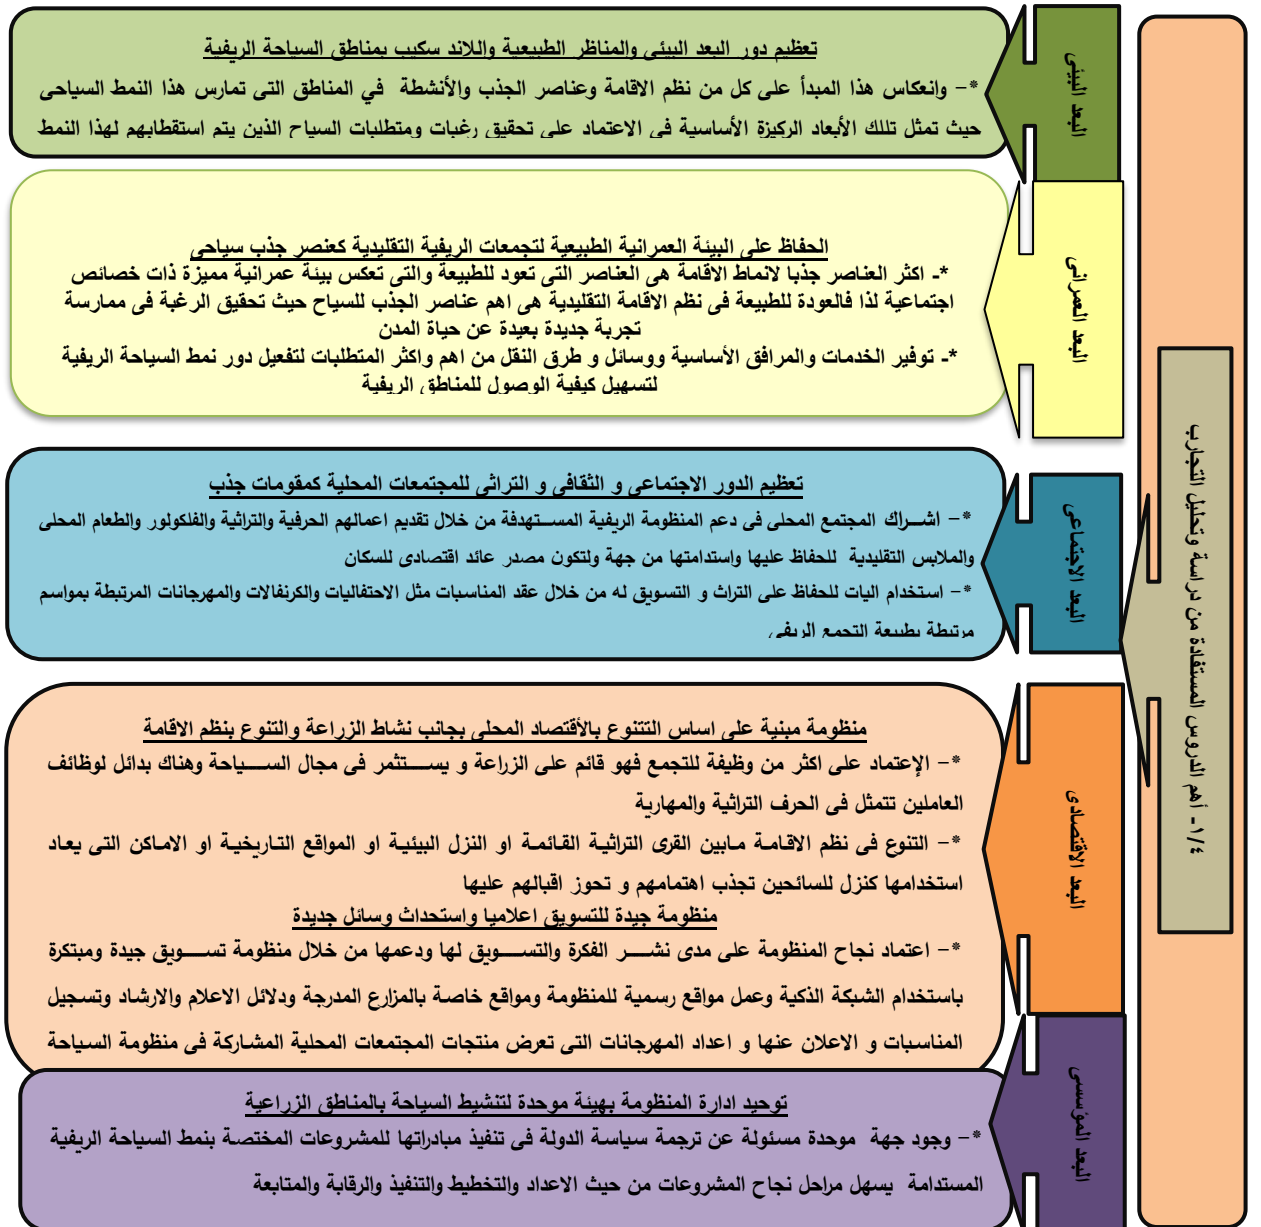 ١/٤- أهم الدروس المستفادة من دراسة وتحليل التجارب
البعد البيئى
تعظيم دور البعد البيئى والمناظر الطبيعية واللاند سكيب بمناطق السياحة الريفية
*- وانعكاس هذا المبدأ على كل من نظم الاقامة وعناصر الجذب والأنشطة في المناطق التى تمارس هذا النمط السياحى
حيث تمثل تللك الأبعاد الركيزة الأساسية فى الاعتماد على تحقيق رغبات ومتطلبات السياح الذين يتم استقطابهم لهذا النمط
البعد العمرانى
الحفاظ على البيئة العمرانية الطبيعية لتجمعات الريفية التقليدية كعنصر جذب سياحى
*- اكثر العناصر جذبا لانماط الاقامة هى العناصر التى تعود للطبيعة والتى تعكس بيئة عمرانية مميزة ذات خصائص
اجتماعية لذا فالعودة للطبيعة فى نظم الاقامة التقليدية هى اهم عناصر الجذب للسياح حيث تحقيق الرغبة فى ممارسة
تجربة جديدة بعيدة عن حياة المدن
*- توفير الخدمات والمرافق الأساسية ووسائل و طرق النقل من اهم واكثر المتطلبات لتفعيل دور نمط السياحة الريفية
لتسهيل كيفية الوصول للمناطق الريفية
البعد الاجتماعى
تعظيم الدور الاجتماعى و الثقافى و التراثى للمجتمعات المحلية كمقومات جذب
*- اشراك المجتمع المحلى فى دعم المنظومة الريفية المستهدفة من خلال تقديم اعمالهم الحرفية والتراثية والفلكولور والطعام المحلى
والملابس التقليدية للحفاظ عليها واستدامتها من جهة ولتكون مصدر عائد اقتصادى للسكان
*- استخدام اليات للحفاظ على التراث و التسويق له من خلال عقد المناسبات مثل الاحتفاليات والكرنفالات والمهرجانات المرتبطة بمواسم
مرتبطة بطبيعة التجمع الريفى
البعد الاقتصادى
منظومة مبنية على اساس التتنوع بالأقتصاد المحلى بجانب نشاط الزراعة والتنوع بنظم الاقامة
*- الإعتماد على اكثر من وظيفة للتجمع فهو قائم على الزراعة و يستثمر فى مجال السياحة وهناك بدائل لوظائف
العاملين تتمثل فى الحرف التراثية والمهارية
*- التنوع فى نظم الاقامة مابين القرى التراثية القائمة او النزل البيئية او المواقع التاريخية او الاماكن التى يعاد
استخدامها كنزل للسائحين تجذب اهتمامهم و تحوز اقبالهم عليها
منظومة جيدة للتسويق اعلاميا واستحداث وسائل جديدة
*- اعتماد نجاح المنظومة على مدى نشر الفكرة والتسويق لها ودعمها من خلال منظومة تسويق جيدة ومبتكرة
باستخدام الشبكة الذكية وعمل مواقع رسمية للمنظومة ومواقع خاصة بالمزارع المدرجة ودلائل الاعلام والارشاد وتسجيل
المناسبات و الاعلان عنها و اعداد المهرجانات التى تعرض منتجات المجتمعات المحلية المشاركة فى منظومة السياحة
البعد المؤسسى
توحيد ادارة المنظومة بهيئة موحدة لتنشيط السياحة بالمناطق الزراعية
*- وجود جهة موحدة مسئولة عن ترجمة سياسة الدولة فى تنفيذ مبادراتها للمشروعات المختصة بنمط السياحة الريفية
المستدامة يسهل مراحل نجاح المشروعات من حيث الاعداد والتخطيط والتنفيذ والرقابة والمتابعة